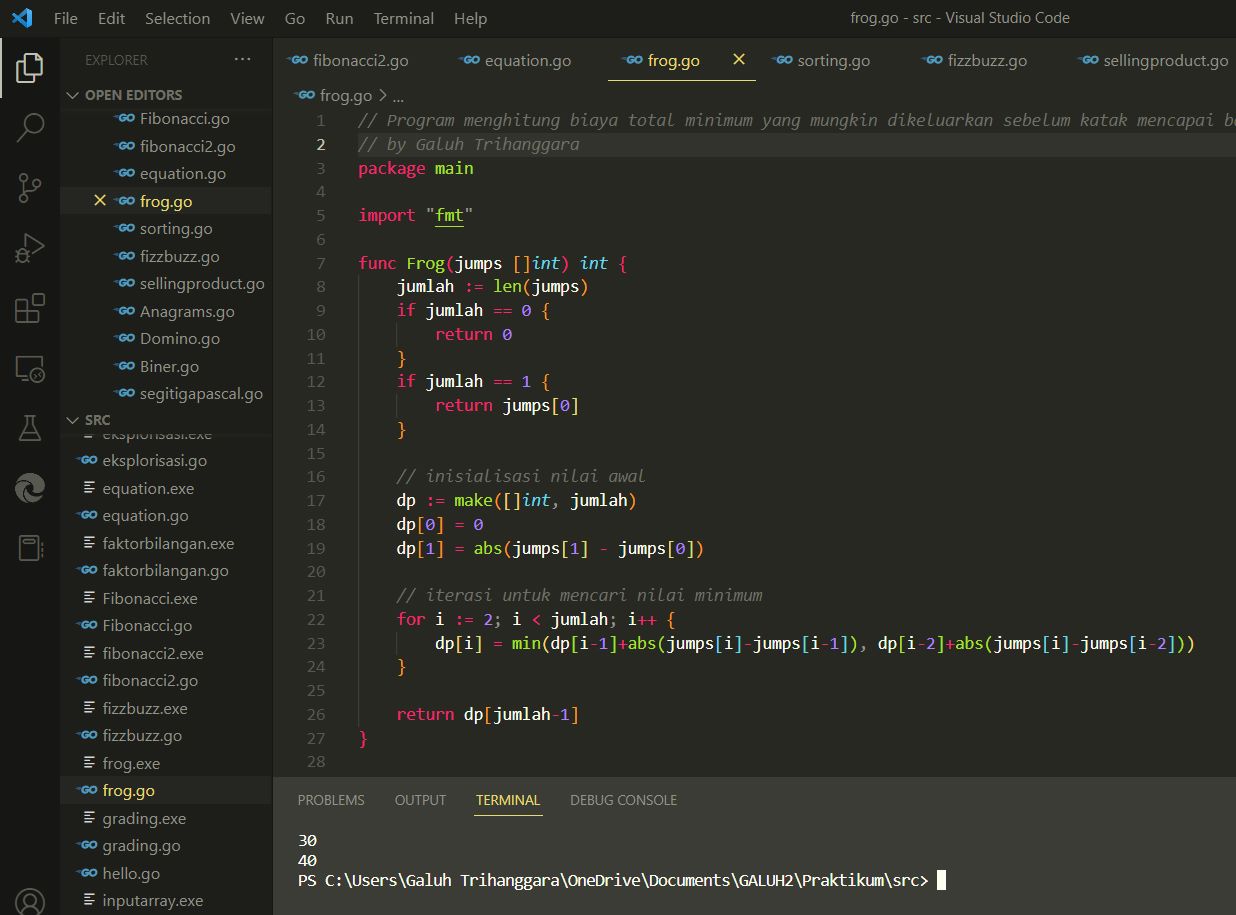 File Edit Selection View Go Run Terminal Help frog.go - src - Visual Studio Code
EXPLORER ...
OPEN EDITORS
GO Fibonacci.go
GO fibonacci2.go
GO equation.go
GO frog.go
GO sorting.go
GO fizzbuzz.go
GO sellingproduct.go
GO Anagrams.go
GO Domino.go
GO Biner.go
GO segitigapascal.go
SRC
eksplorisasi.exe
GO eksplorisasi.go
equation.exe
GO equation.go
faktorbilangan.exe
GO faktorbilangan.go
Fibonacci.exe
GO Fibonacci.go
fibonacci2.exe
GO fibonacci2.go
fizzbuzz.exe
GO fizzbuzz.go
frog.exe
GO frog.go
grading.exe
GO grading.go
GO hello.go
inputarray.exe
GO fibonacci2.go GO equation.go GO frog.go GO sorting.go GO fizzbuzz.go GO sellingproduct.go
GO frog.go > ...
1 // Program menghitung biaya total minimum yang mungkin dikeluarkan sebelum katak mencapai
2 // by Galuh Trihanggara
3 package main
4
5 import "fmt"
6
7 func Frog(jumps []int) int {
8 jumlah := len(jumps)
9 if jumlah == 0 {
10 return 0
11 }
12 if jumlah == 1 {
13 return jumps[0]
14 }
15
16 // inisialisasi nilai awal
17 dp := make([]int, jumlah)
18 dp[0] = 0
19 dp[1] = abs(jumps[1] - jumps[0])
20
21 // iterasi untuk mencari nilai minimum
22 for i := 2; i < jumlah; i++ {
23 dp[i] = min(dp[i-1]+abs(jumps[i]-jumps[i-1]), dp[i-2]+abs(jumps[i]-jumps[i-2]))
24 }
25
26 return dp[jumlah-1]
27 }
28
PROBLEMS OUTPUT TERMINAL DEBUG CONSOLE
30
40
PS C:\Users\Galuh Trihanggara\OneDrive\Documents\GALUH2\Praktikum\src>